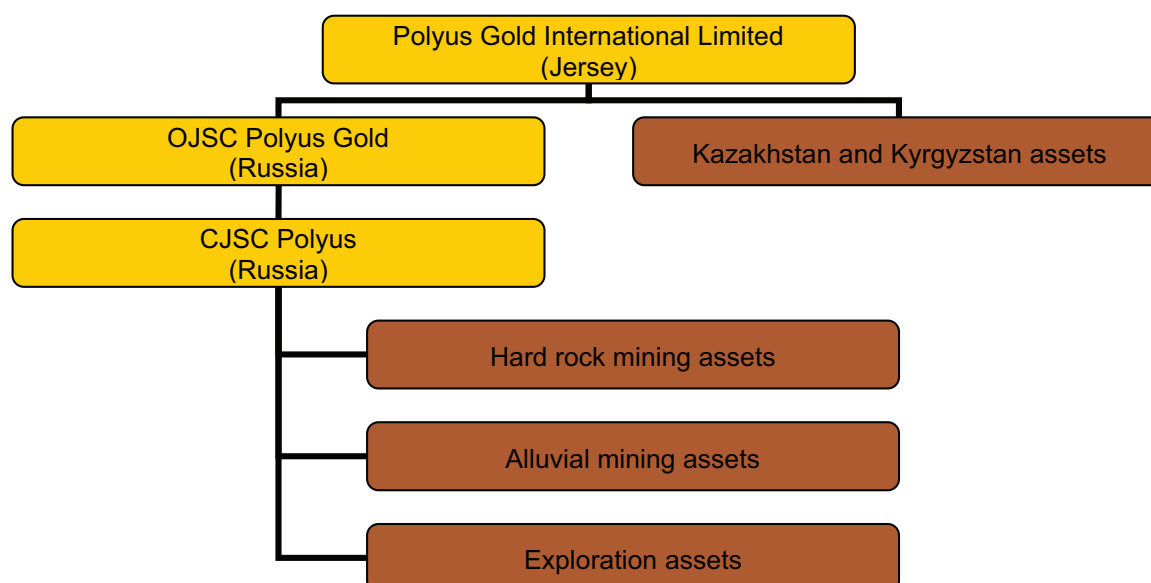 Polyus Gold International Limited
(Jersey)
OJSC Polyus Gold
(Russia)
Kazakhstan and Kyrgyzstan assets
CJSC Polyus
(Russia)
Hard rock mining assets
Alluvial mining assets
Exploration assets